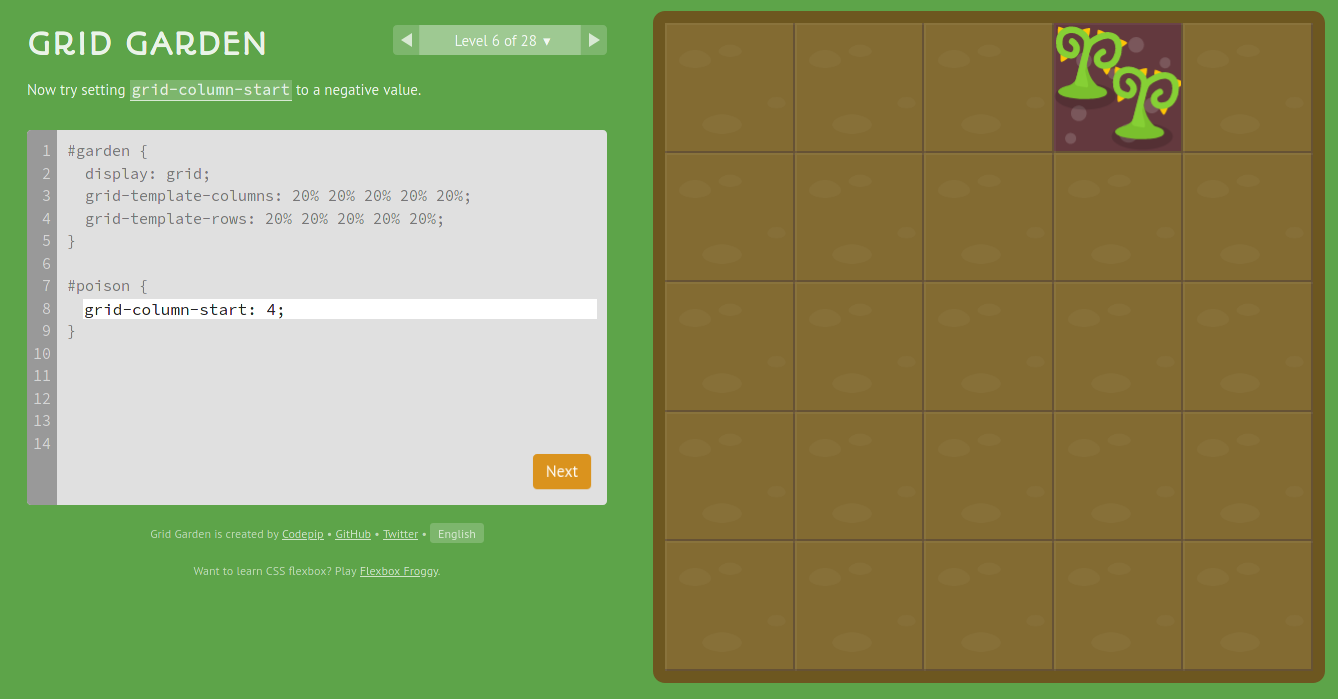 GRID GARDEN
◀ Level 6 of 28 ▼ ▶
Now try setting grid-column-start to a negative value.
1 #garden {
2   display: grid;
3   grid-template-columns: 20% 20% 20% 20% 20%;
4   grid-template-rows: 20% 20% 20% 20% 20%;
5 }
6
7 #poison {
8   grid-column-start: 4;
9 }
10
11
12
13
14
Next
Grid Garden is created by Codepip • GitHub • Twitter • English
Want to learn CSS flexbox? Play Flexbox Froggy.